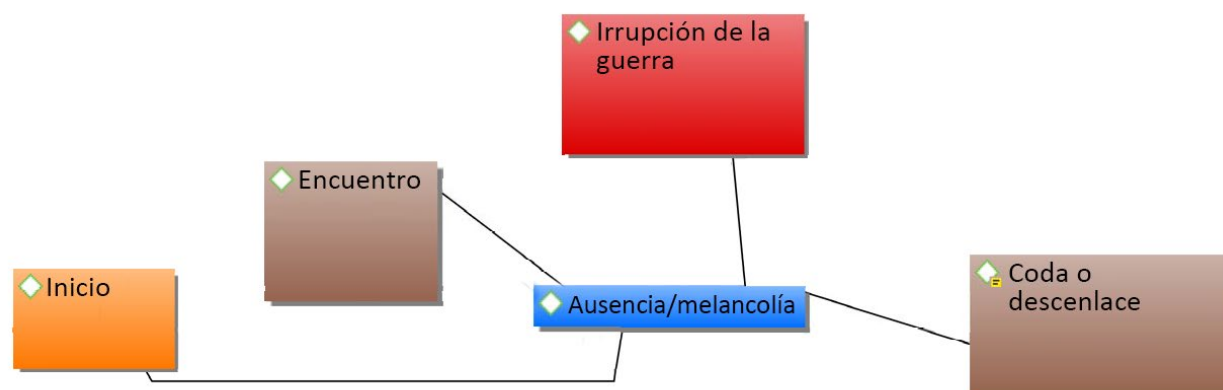 Irrupción de la
guerra
Encuentro
Inicio
Ausencia/melancolía
Coda o
descenlace